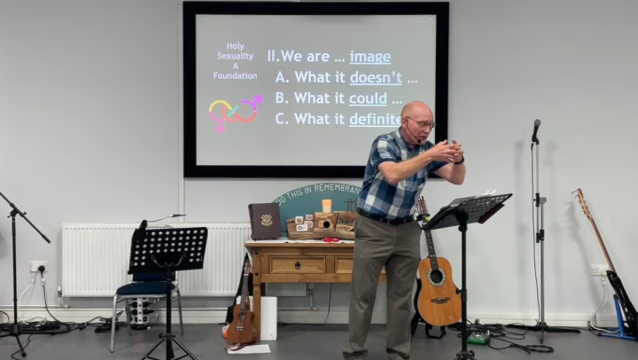 Holy
Sexuality
A
Foundation
II.We are ... image
A. What it doesn't ...
B. What it could ...
C. What it
DO THIS IN REMEMBRA